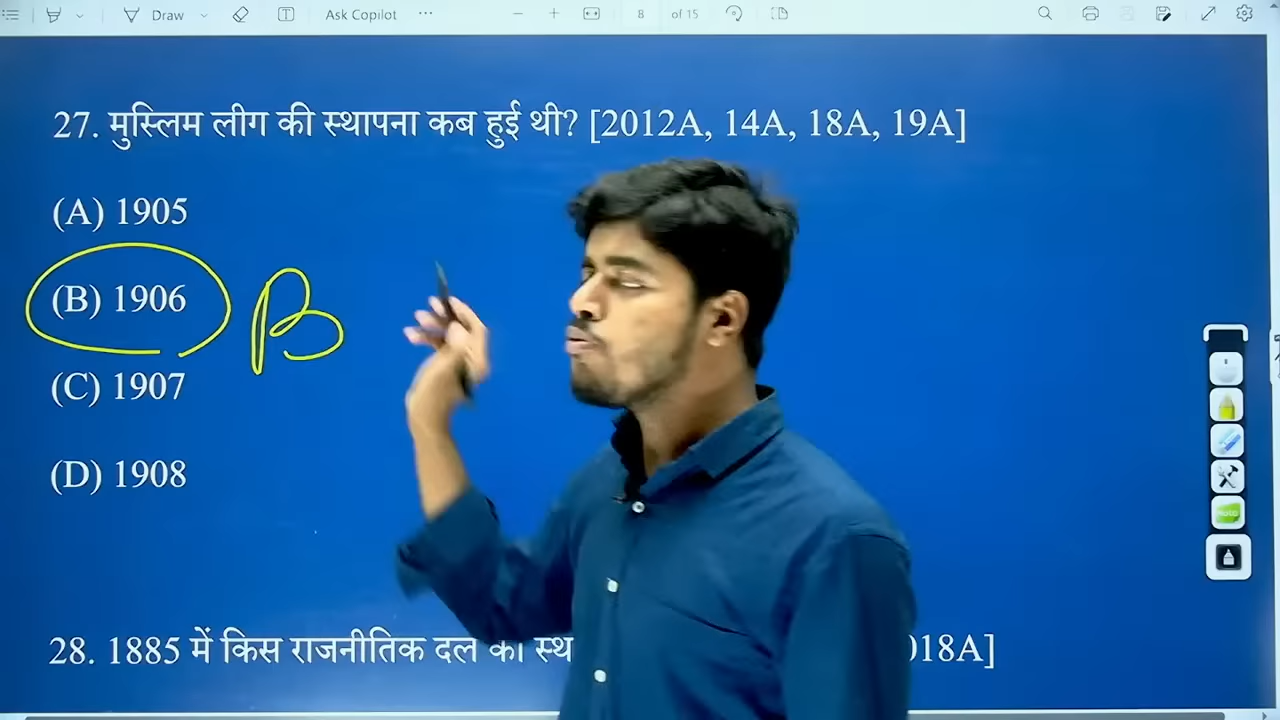 Draw
Ask Copilot
8 of 15
27. मुस्लिम लीग की स्थापना कब हुई थी? [2012A, 14A, 18A, 19A]
(A) 1905
(B) 1906 B
(C) 1907
(D) 1908
28. 1885 में किस राजनीतिक दल की